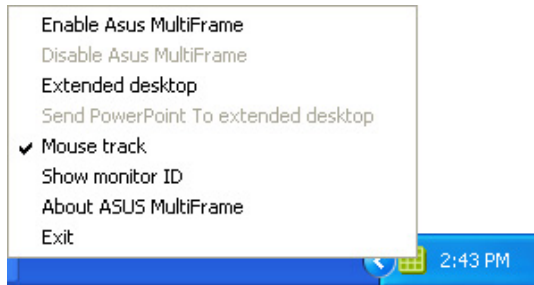 Enable Asus MultiFrame
Disable Asus MultiFrame
Extended desktop
Send PowerPoint To extended desktop
Mouse track
Show monitor ID
About ASUS MultiFrame
Exit
2:43 PM